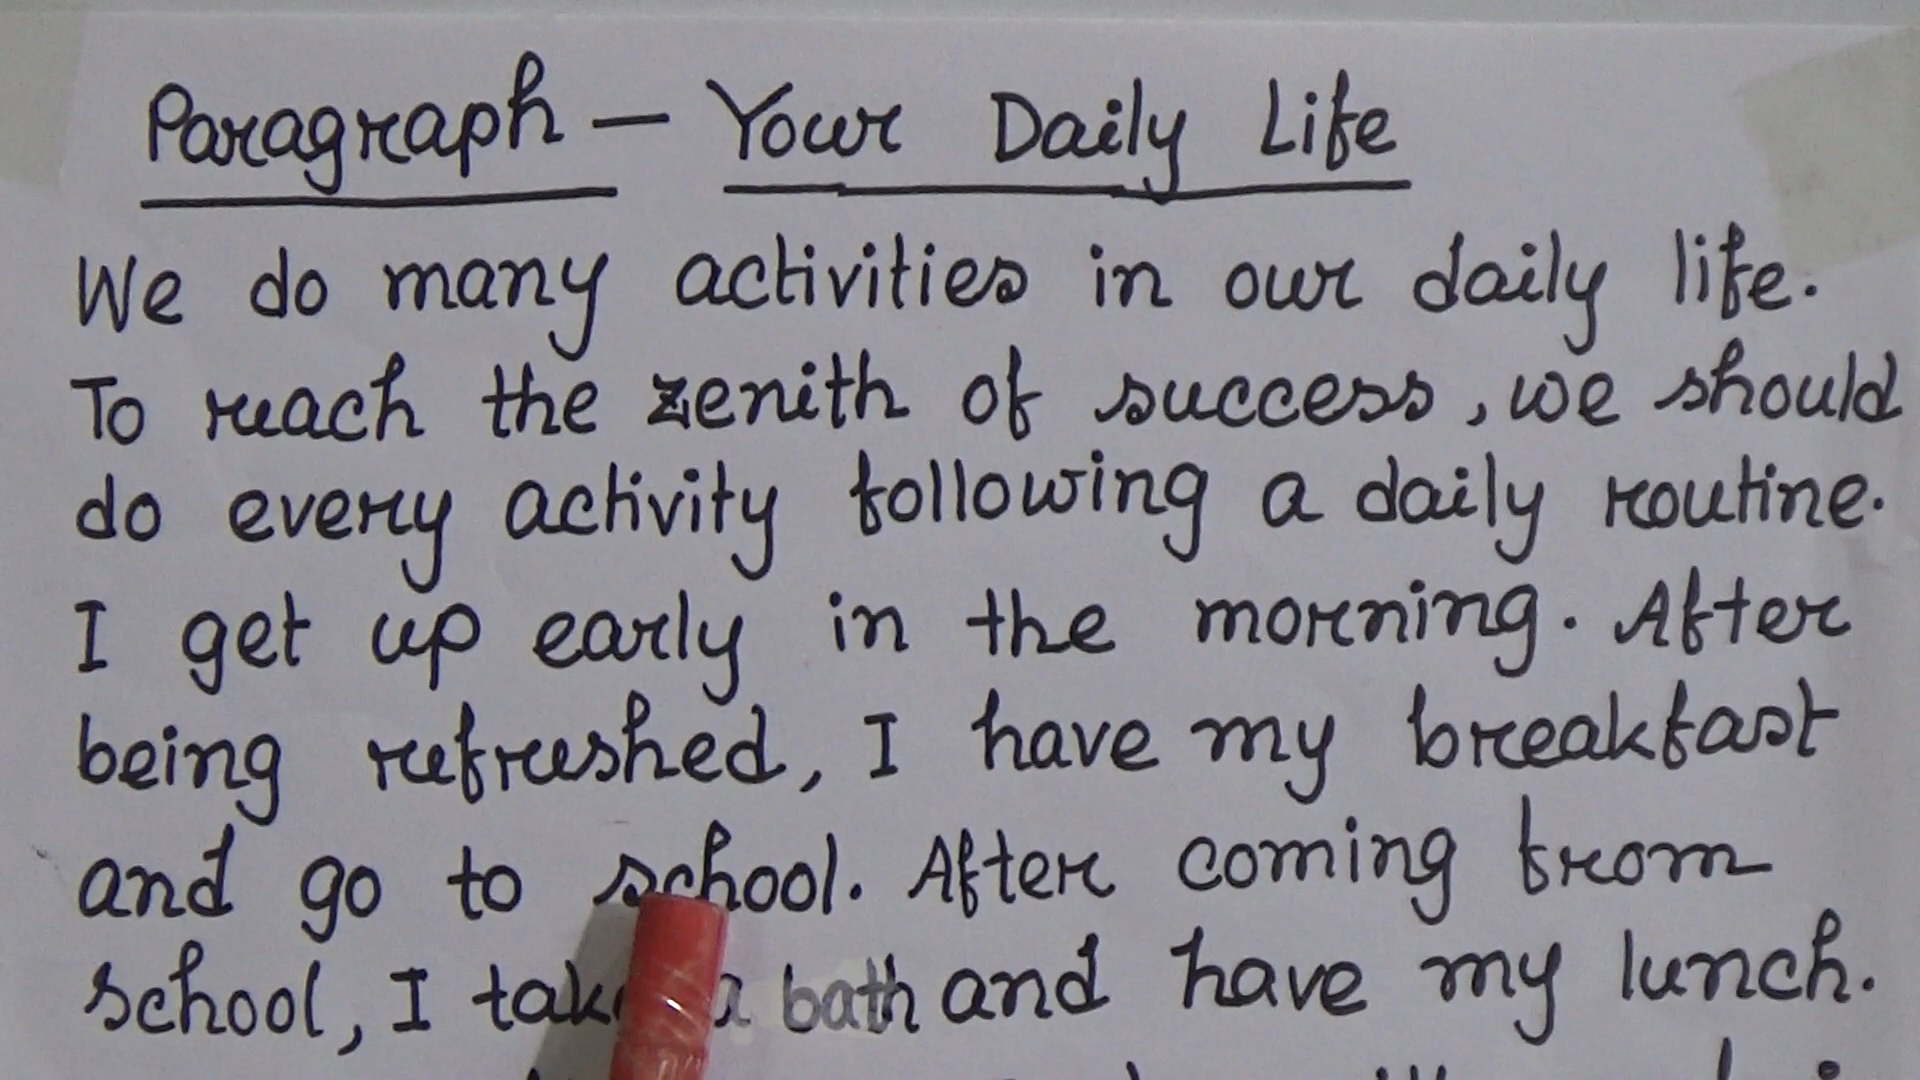 Paragraph – Your Daily Life
We do many activities in our daily life.
To reach the zenith of success, we should
do every activity following a daily routine.
I get up early in the morning. After
being refreshed, I have my breakfast
and go to school. After coming from
school, I take a bath and have my lunch.